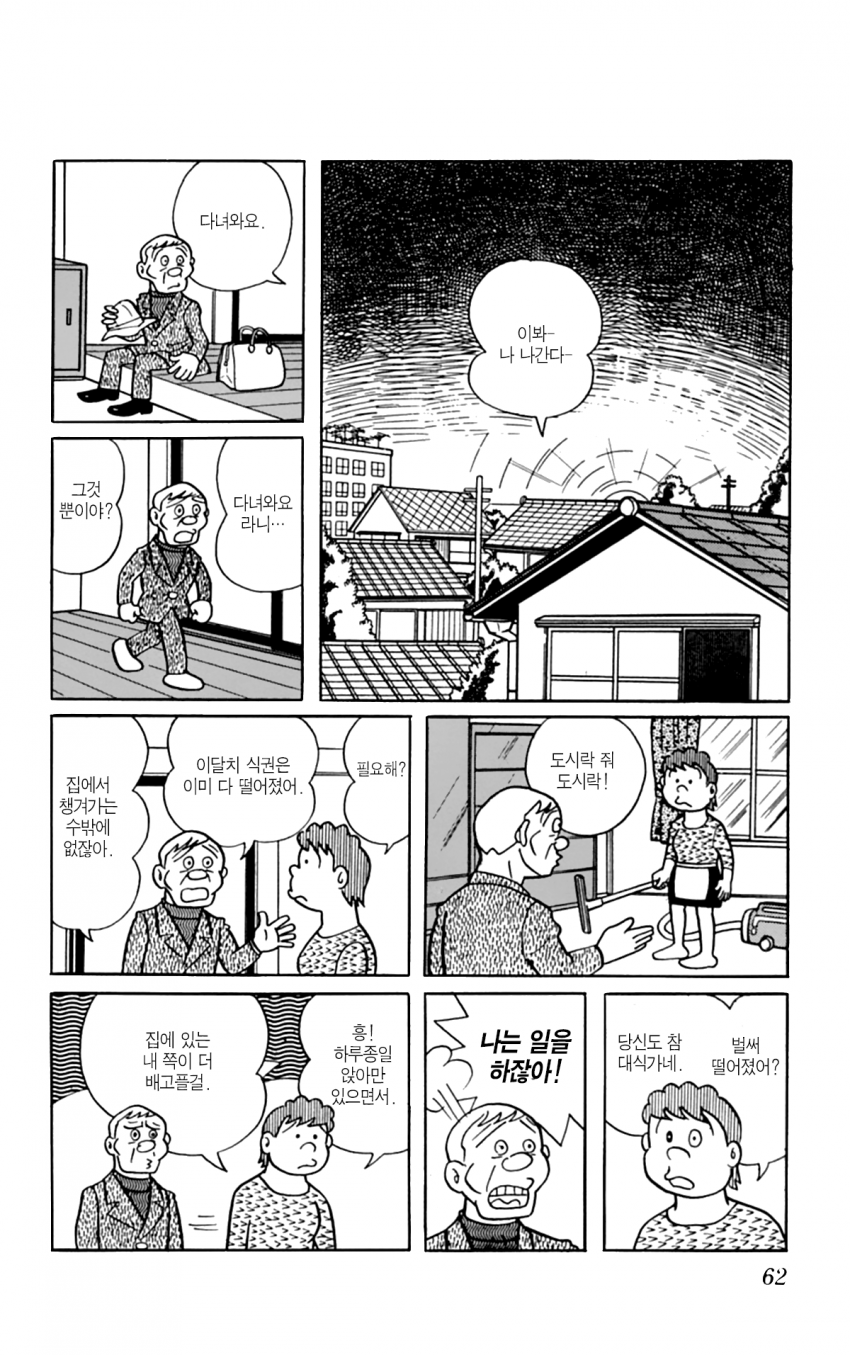 이봐―
나 나간다―
다녀와요.
다녀와요
라니…
그것
뿐이야?
도시락 줘
도시락!
필요해?
이달치 식권은
이미 다 떨어졌어.
집에서
챙겨가는
수밖에
없잖아.
벌써
떨어졌어?
당신도 참
대식가네.
나는 일을
하잖아!
흥!
하루종일
앉아만
있으면서.
집에 있는
내 쪽이 더
배고플걸.
62